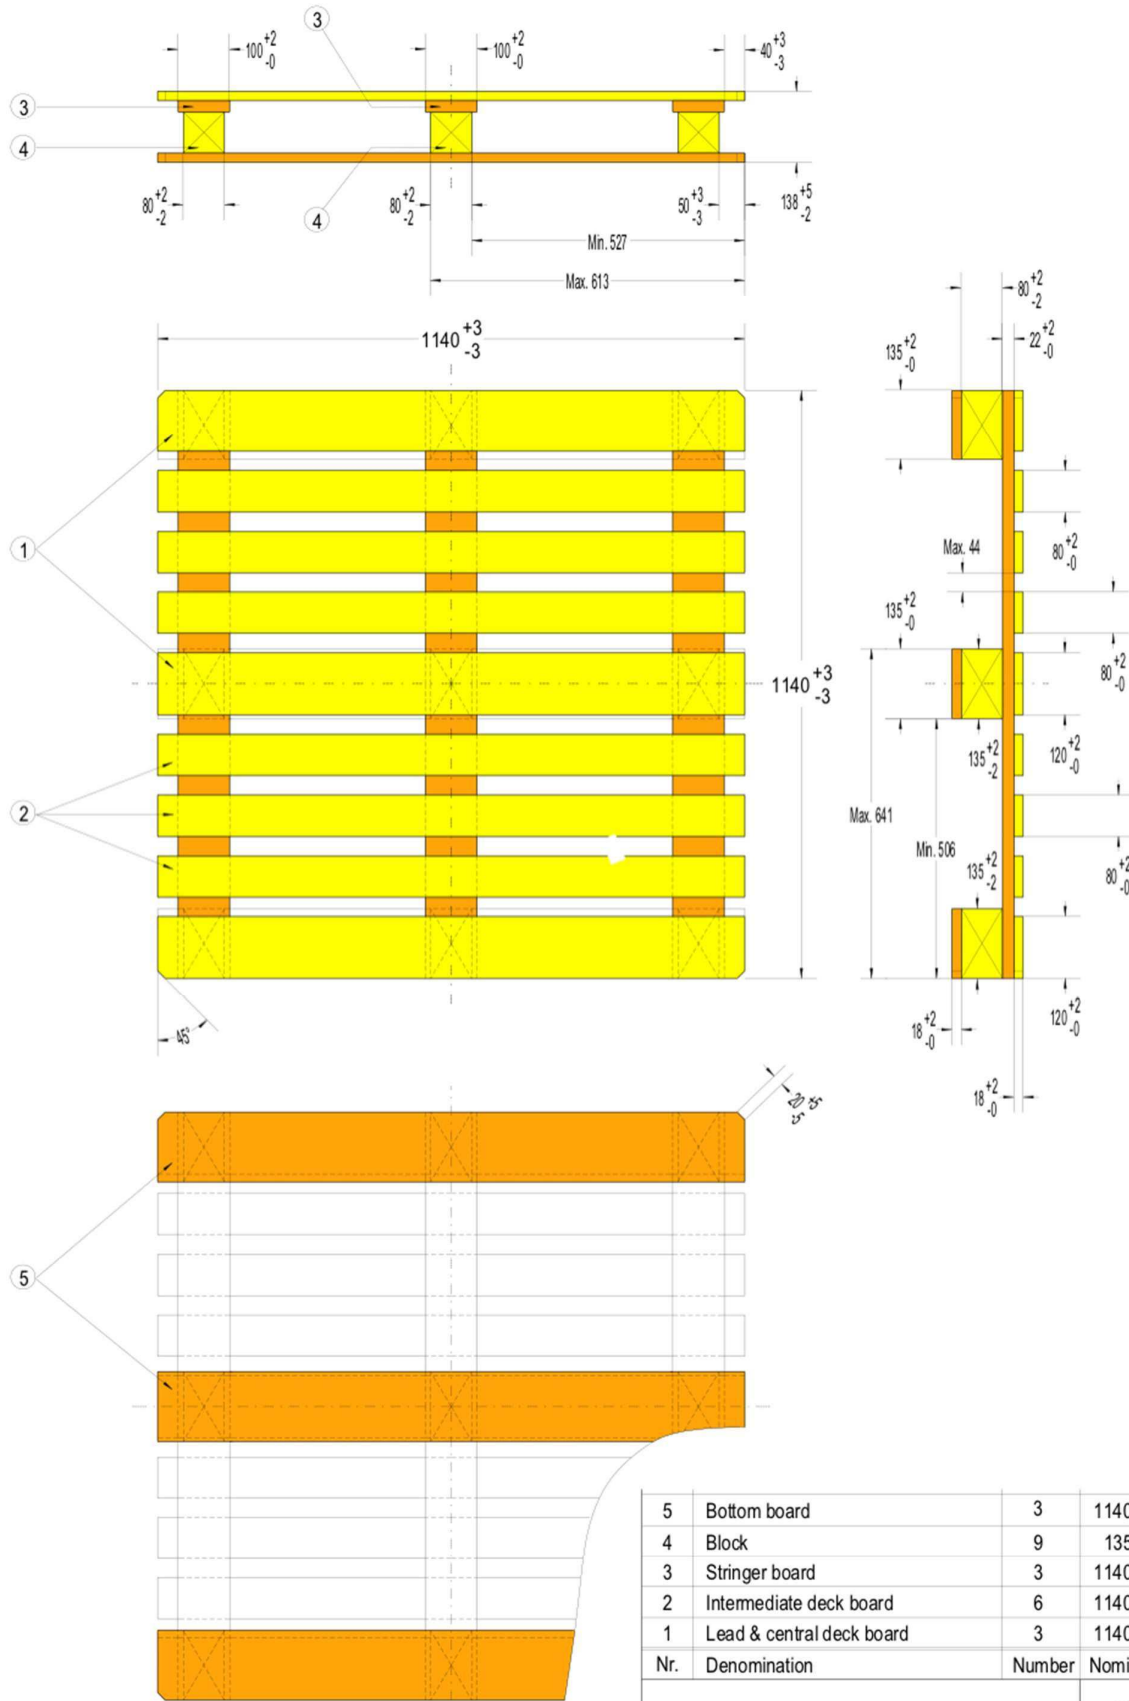 3
100 +2 -0
100 +2 -0
40 +3 -3
3
4
80 +2 -2
80 +2 -2
4
50 +3 -3
138 +5 -2
Min. 527
Max. 613
1140 +3 -3
80 +2 -2
22 +2 -0
135 +2 -0
1
Max. 44
80 +2 -0
135 +2 -0
80 +2 -0
1140 +3 -3
135 +2 -2
120 +2 -0
2
Max. 641
Min. 506
135 +2 -2
80 +2 -0
45°
18 +2 -0
120 +2 -0
18 +2 -0
20 +5 -5
5
5 Bottom board 3 1140
4 Block 9 135
3 Stringer board 3 1140
2 Intermediate deck board 6 1140
1 Lead & central deck board 3 1140
Nr. Denomination Number Nomi